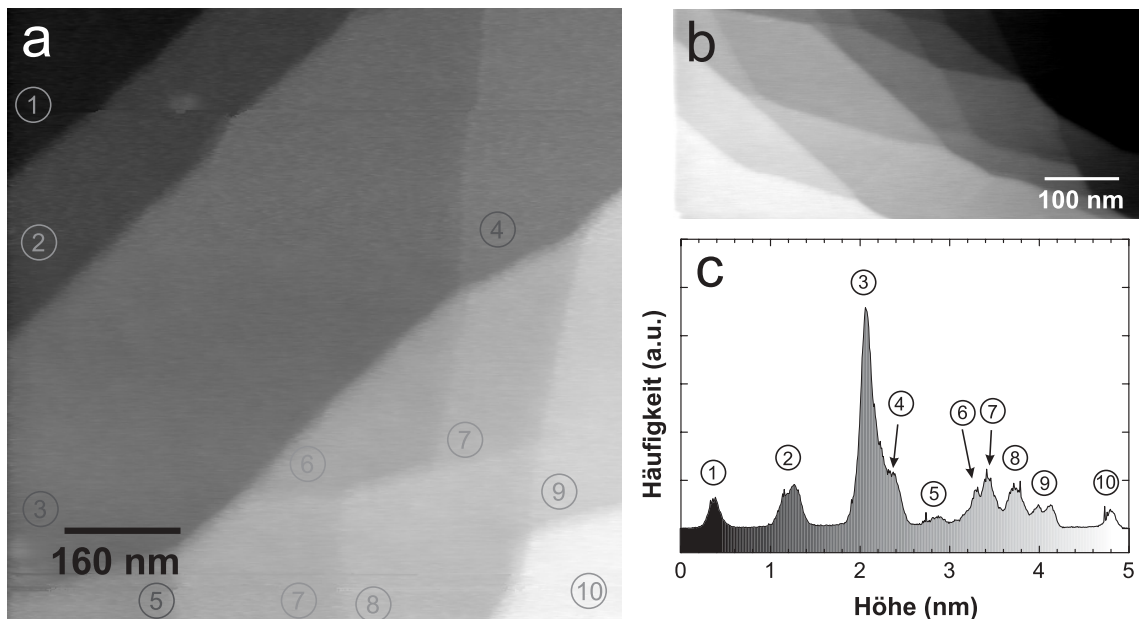 a
①
②
④
⑦
⑥
⑨
③
160 nm
⑤
⑦
⑧
⑩
b
100 nm
c
③
④
⑥
⑦
②
⑧
①
⑤
⑨
⑩
Häufigkeit (a.u.)
0 1 2 3 4 5
Höhe (nm)